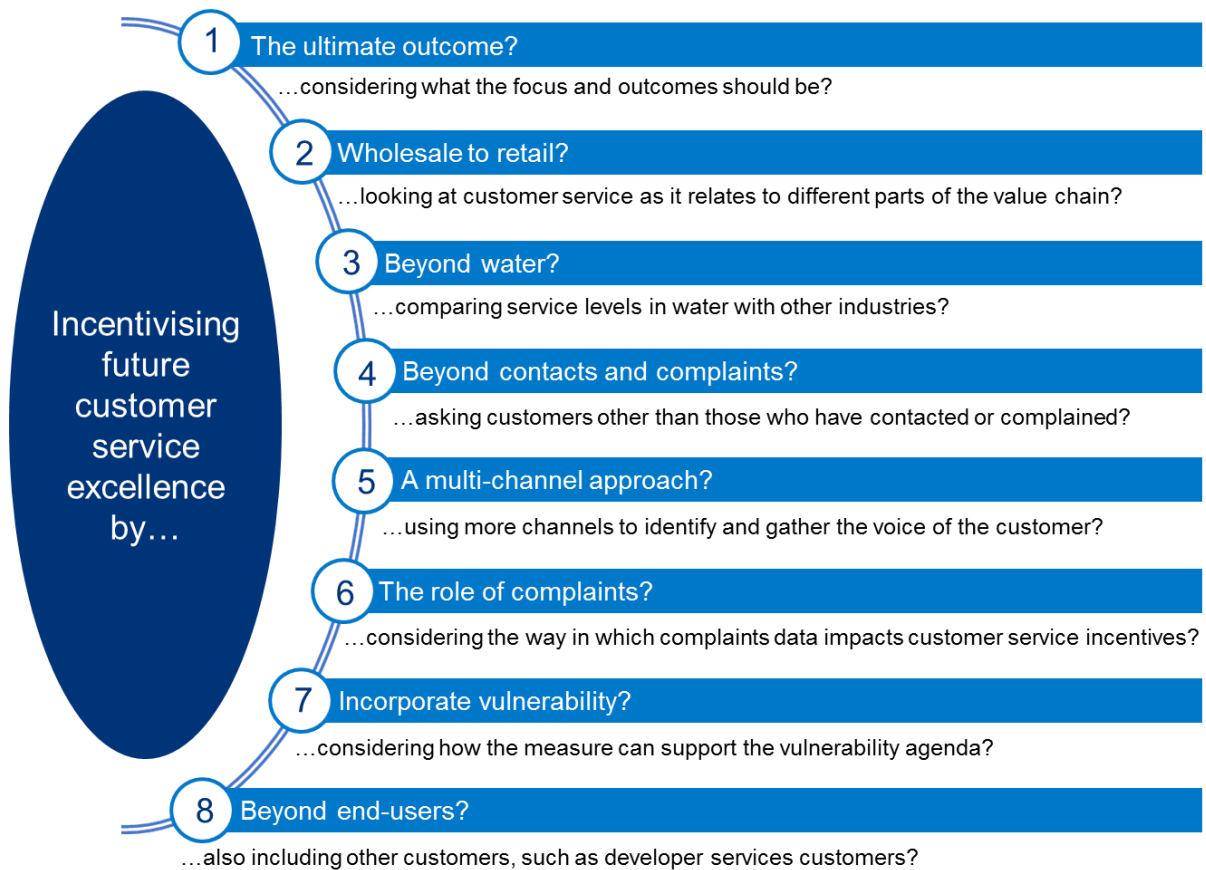 Incentivising
future
customer
service
excellence
by…
1
The ultimate outcome?
…considering what the focus and outcomes should be?
2
Wholesale to retail?
…looking at customer service as it relates to different parts of the value chain?
3
Beyond water?
…comparing service levels in water with other industries?
4
Beyond contacts and complaints?
…asking customers other than those who have contacted or complained?
5
A multi-channel approach?
…using more channels to identify and gather the voice of the customer?
6
The role of complaints?
…considering the way in which complaints data impacts customer service incentives?
7
Incorporate vulnerability?
…considering how the measure can support the vulnerability agenda?
8
Beyond end-users?
…also including other customers, such as developer services customers?